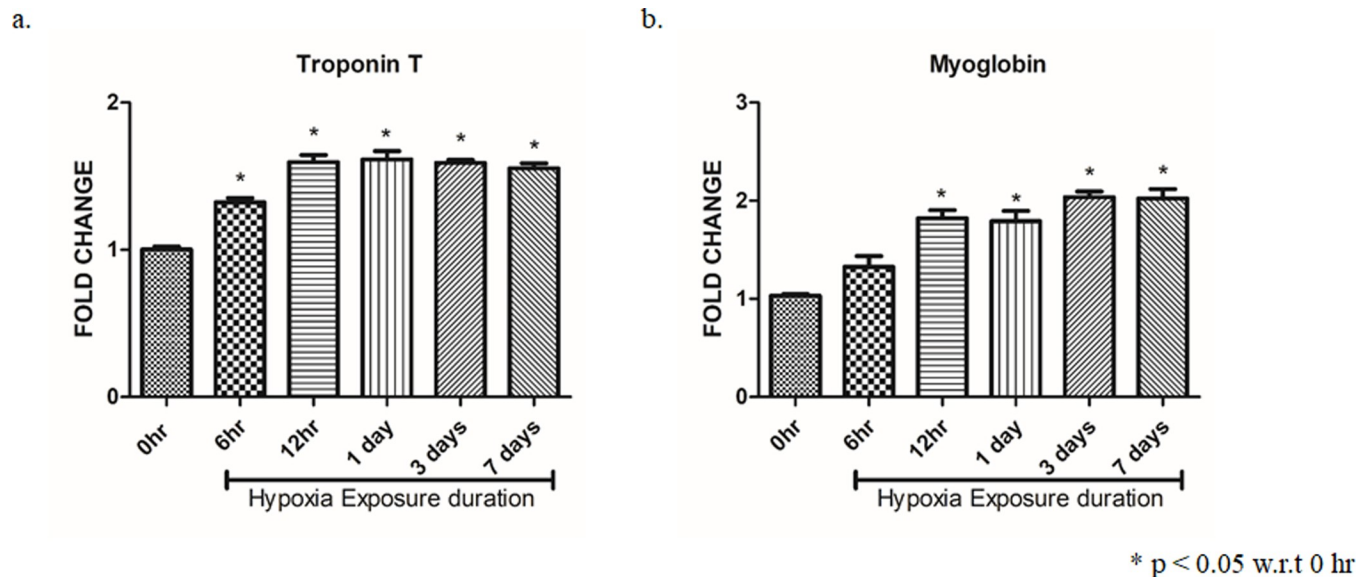 a.
Troponin T
FOLD CHANGE
2
1
0
*
*
*
*
*
0hr
6hr
12hr
1 day
3 days
7 days
Hypoxia Exposure duration
b.
Myoglobin
FOLD CHANGE
3
2
1
0
*
*
*
*
0hr
6hr
12hr
1 day
3 days
7 days
Hypoxia Exposure duration
* p < 0.05 w.r.t 0 hr